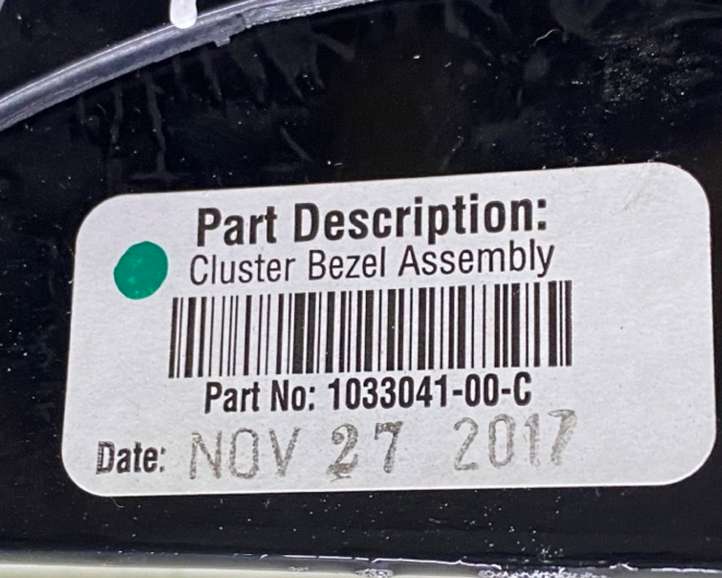 Part Description:
Cluster Bezel Assembly
Part No: 1033041-00-C
Date: NOV 27 2017